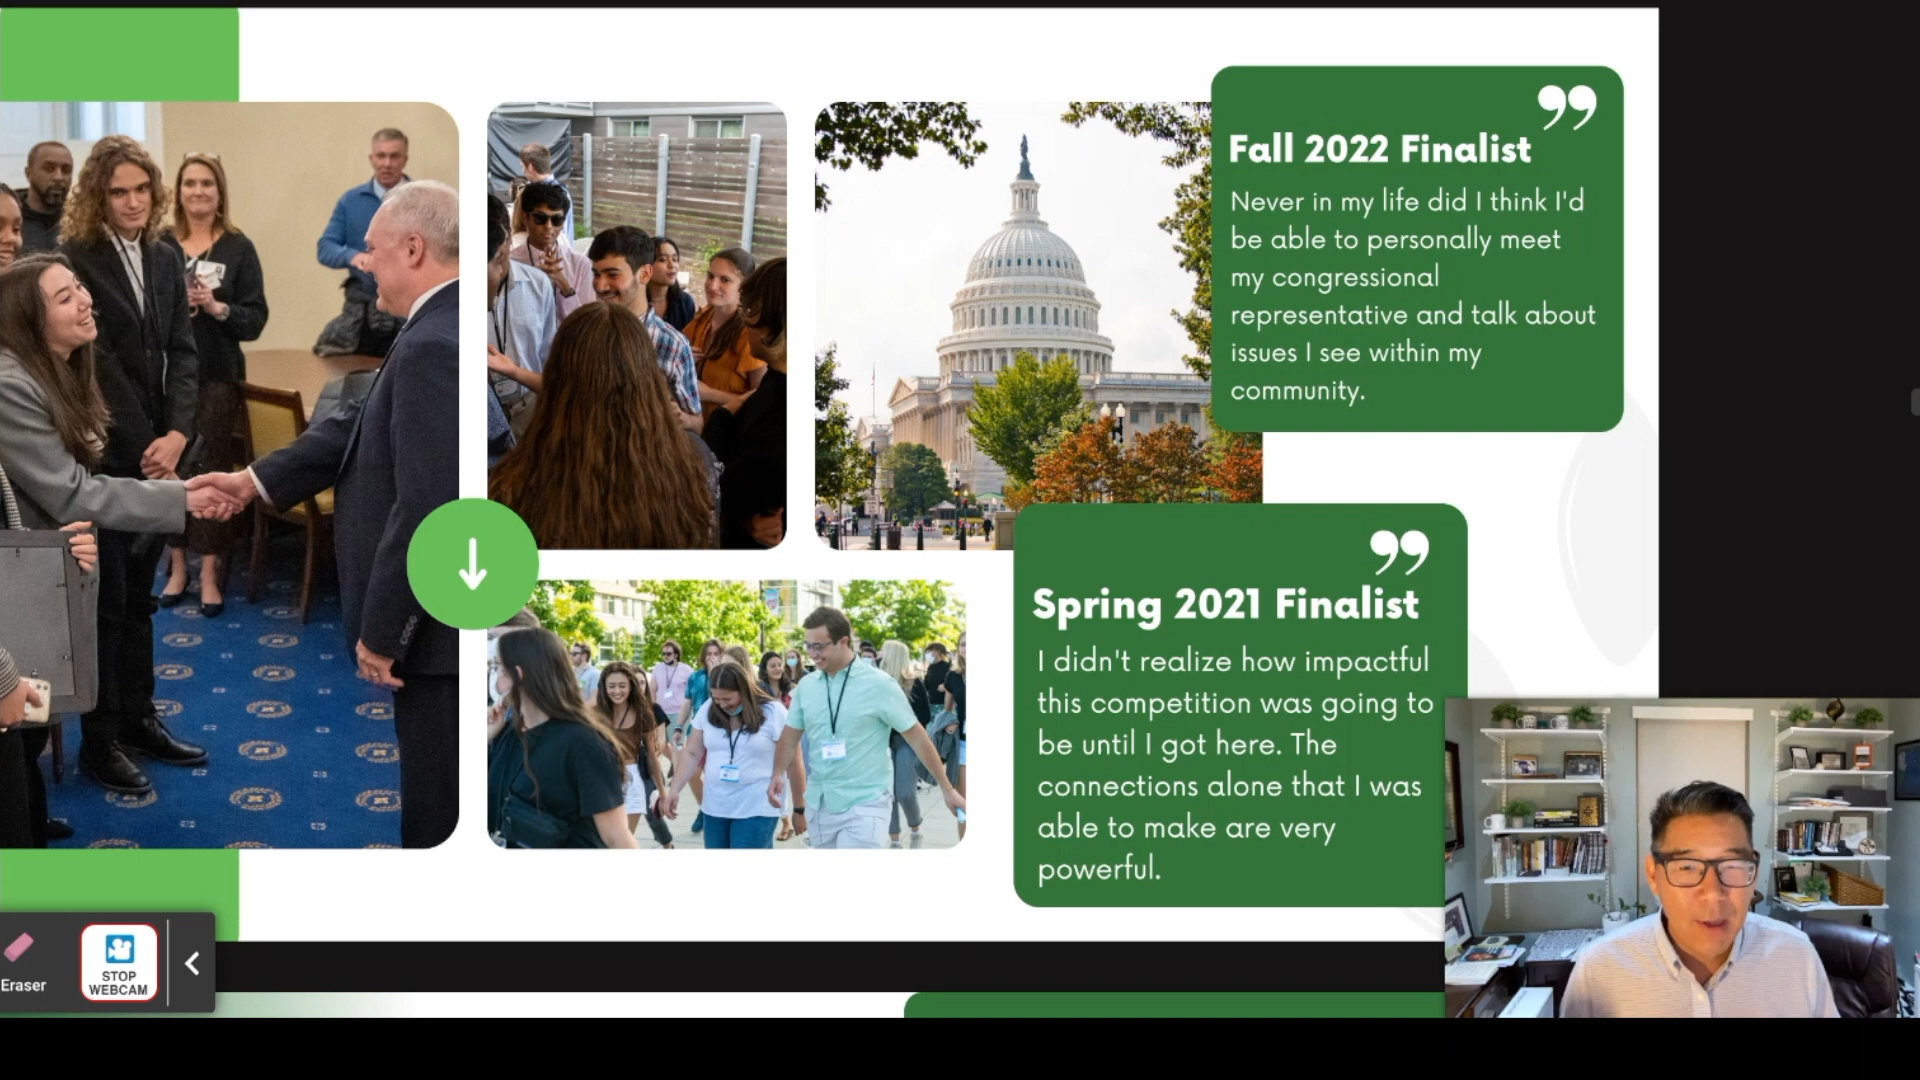 Fall 2022 Finalist
Never in my life did I think I'd
be able to personally meet
my congressional
representative and talk about
issues I see within my
community.
Spring 2021 Finalist
I didn't realize how impactful
this competition was going to
be until I got here. The
connections alone that I was
able to make are very
powerful.
Eraser
STOP
WEBCAM